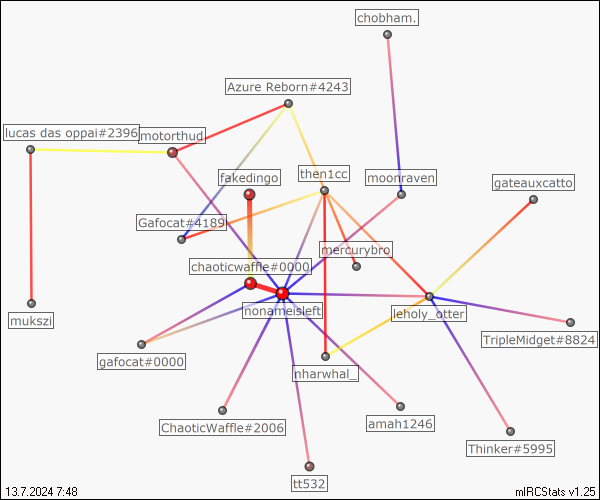 chobham.
Azure Reborn#4243
lucas das oppai#2396
motorthud
fakedingo
then1cc
moonraven
gateauxcatto
Gafocat#4189
mercurybro
chaoticwaffle#0000
nonameisleft
leholy_otter
mukszi
TripleMidget#8824
gafocat#0000
nharwhal_
ChaoticWaffle#2006
amah1246
Thinker#5995
tt532
13.7.2024 7:48
mIRCStats v1.25